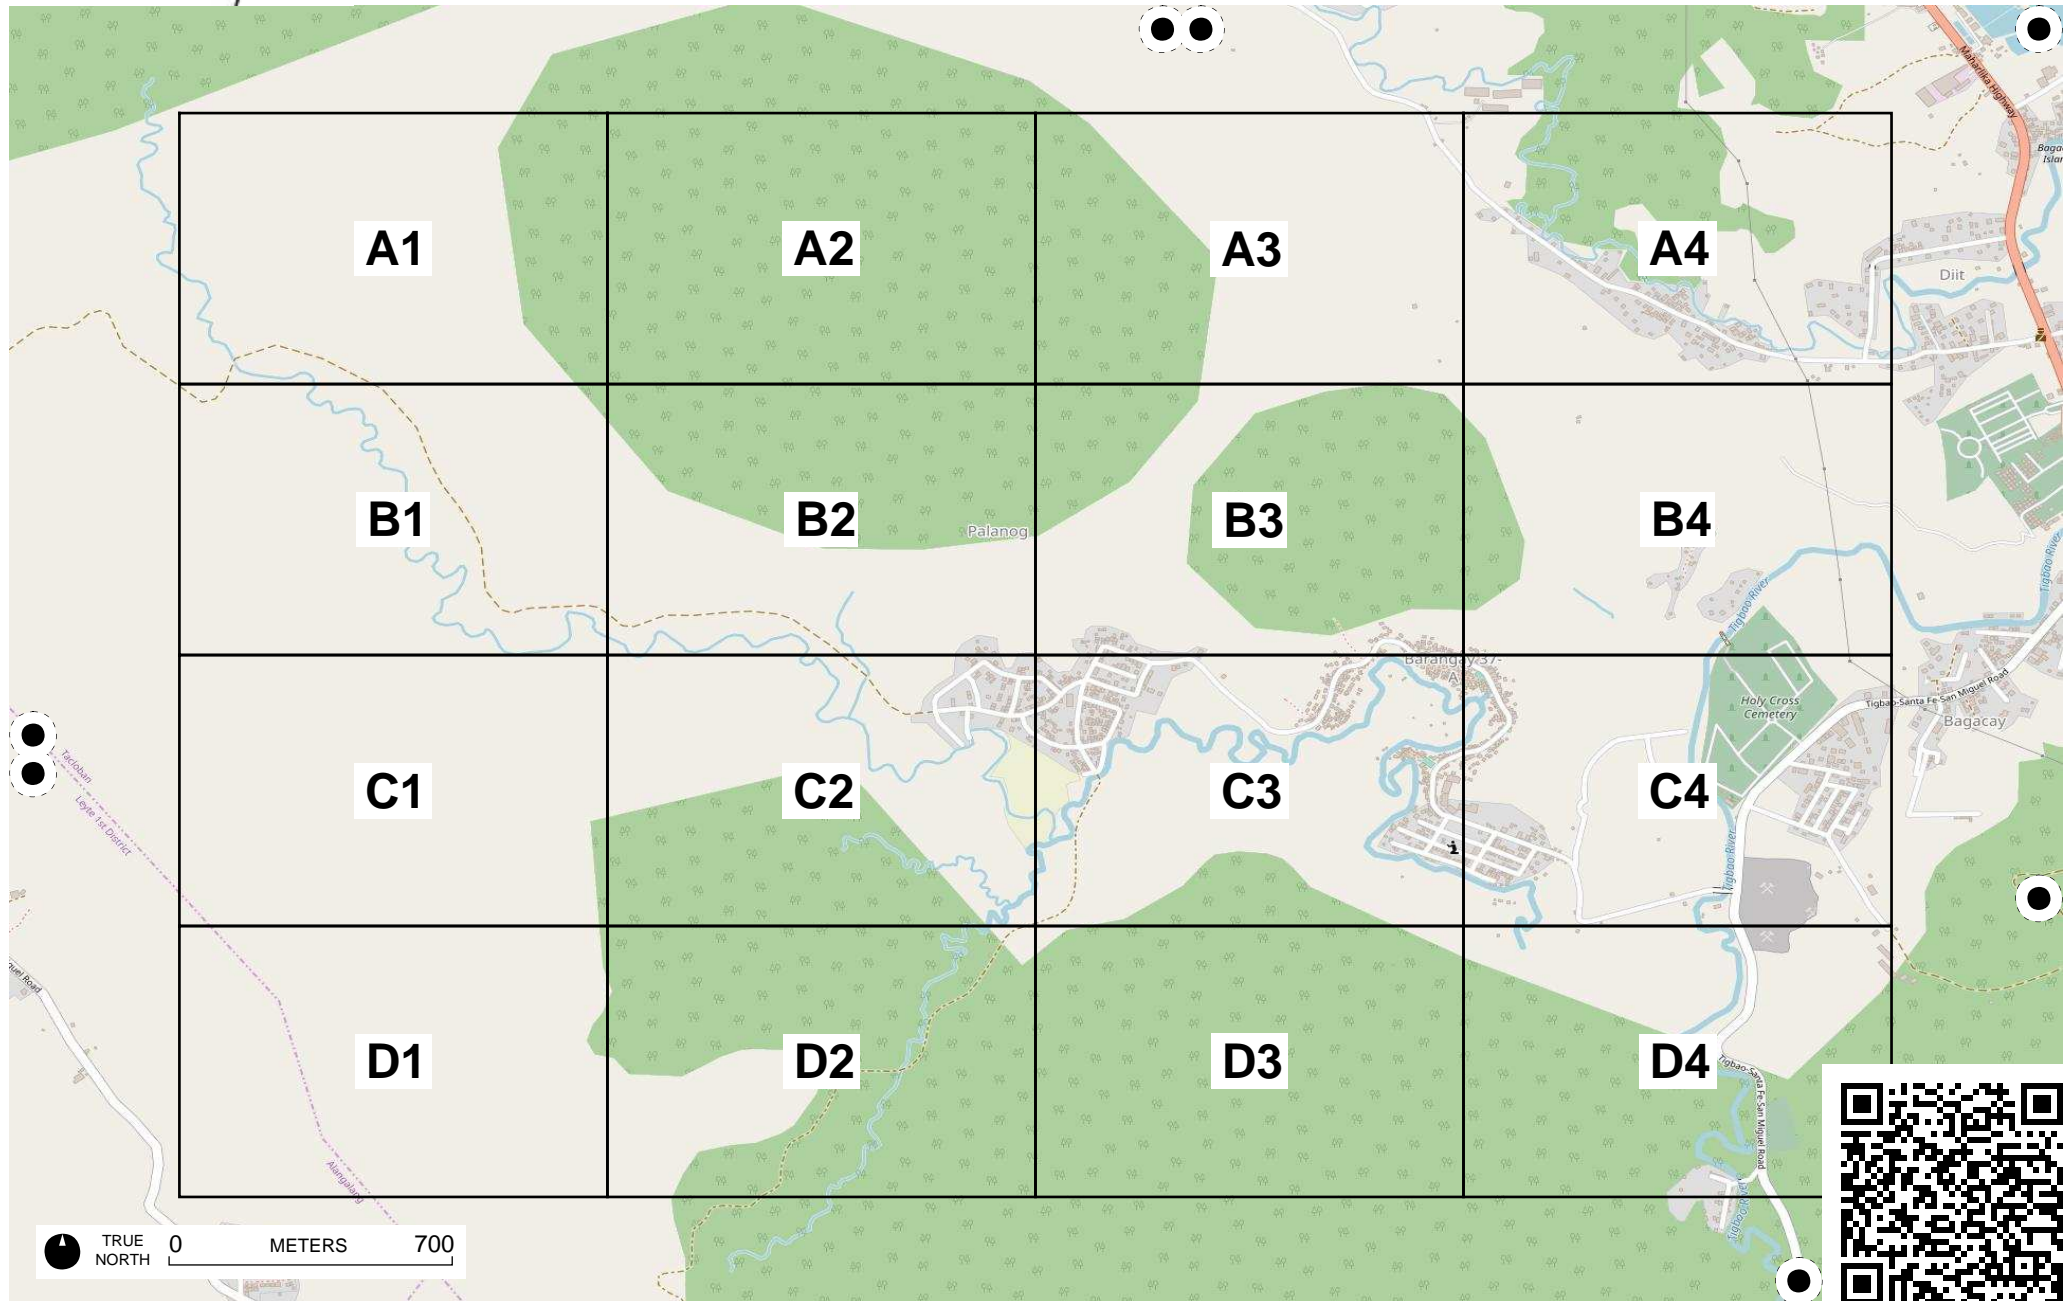 Maharlika Highway
A1
A2
A3
A4
Diit
B1
B2
B3
B4
Palanog
Tigbao River
Tigbao River
Barangay 37-
A
Holy Cross
Cemetery
Tigbao-Santa Fe-San Miguel Road
Bagacay
Tacloban
Leyte 1st District
C1
C2
C3
C4
Tigbao River
D1
D2
D3
D4
Tigbao-Santa Fe-San Miguel Road
Alangalang
Tigbao River
TRUE
NORTH
0 METERS 700